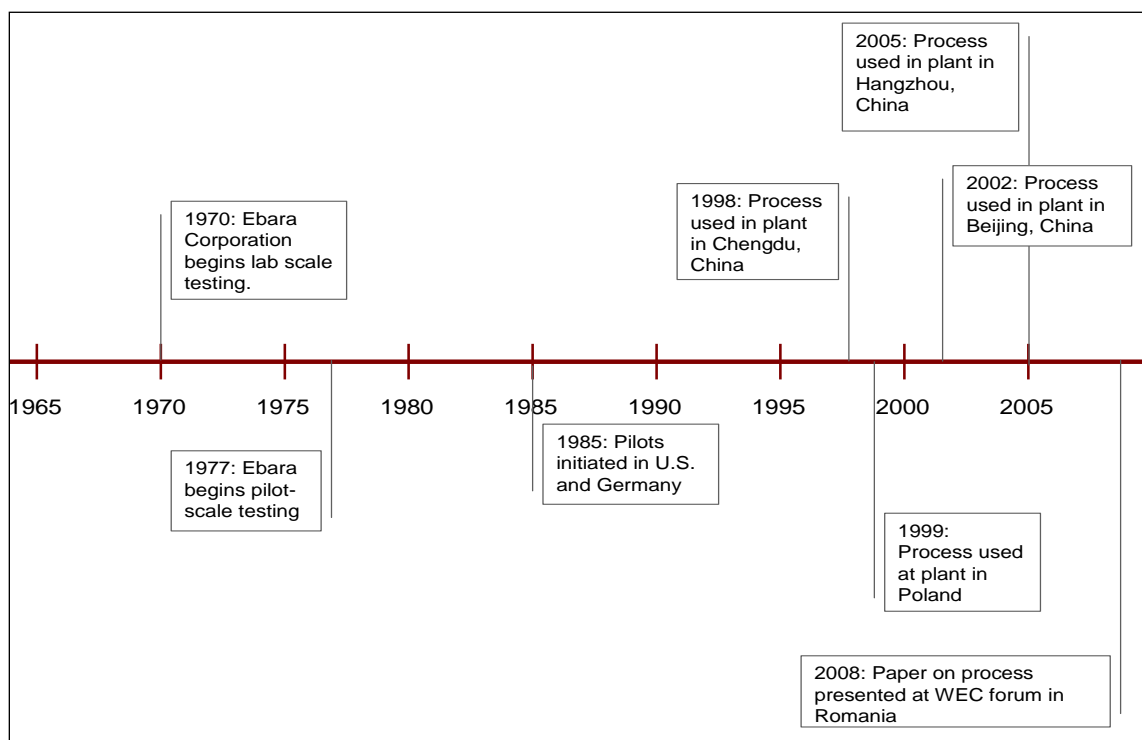 2005: Process
used in plant in
Hangzhou,
China
2002: Process
used in plant in
Beijing, China
1998: Process
used in plant
in Chengdu,
China
1970: Ebara
Corporation
begins lab scale
testing.
1965 1970 1975 1980 1985 1990 1995 2000 2005
1985: Pilots
initiated in U.S.
and Germany
1977: Ebara
begins pilot-
scale testing
1999:
Process used
at plant in
Poland
2008: Paper on process
presented at WEC forum in
Romania